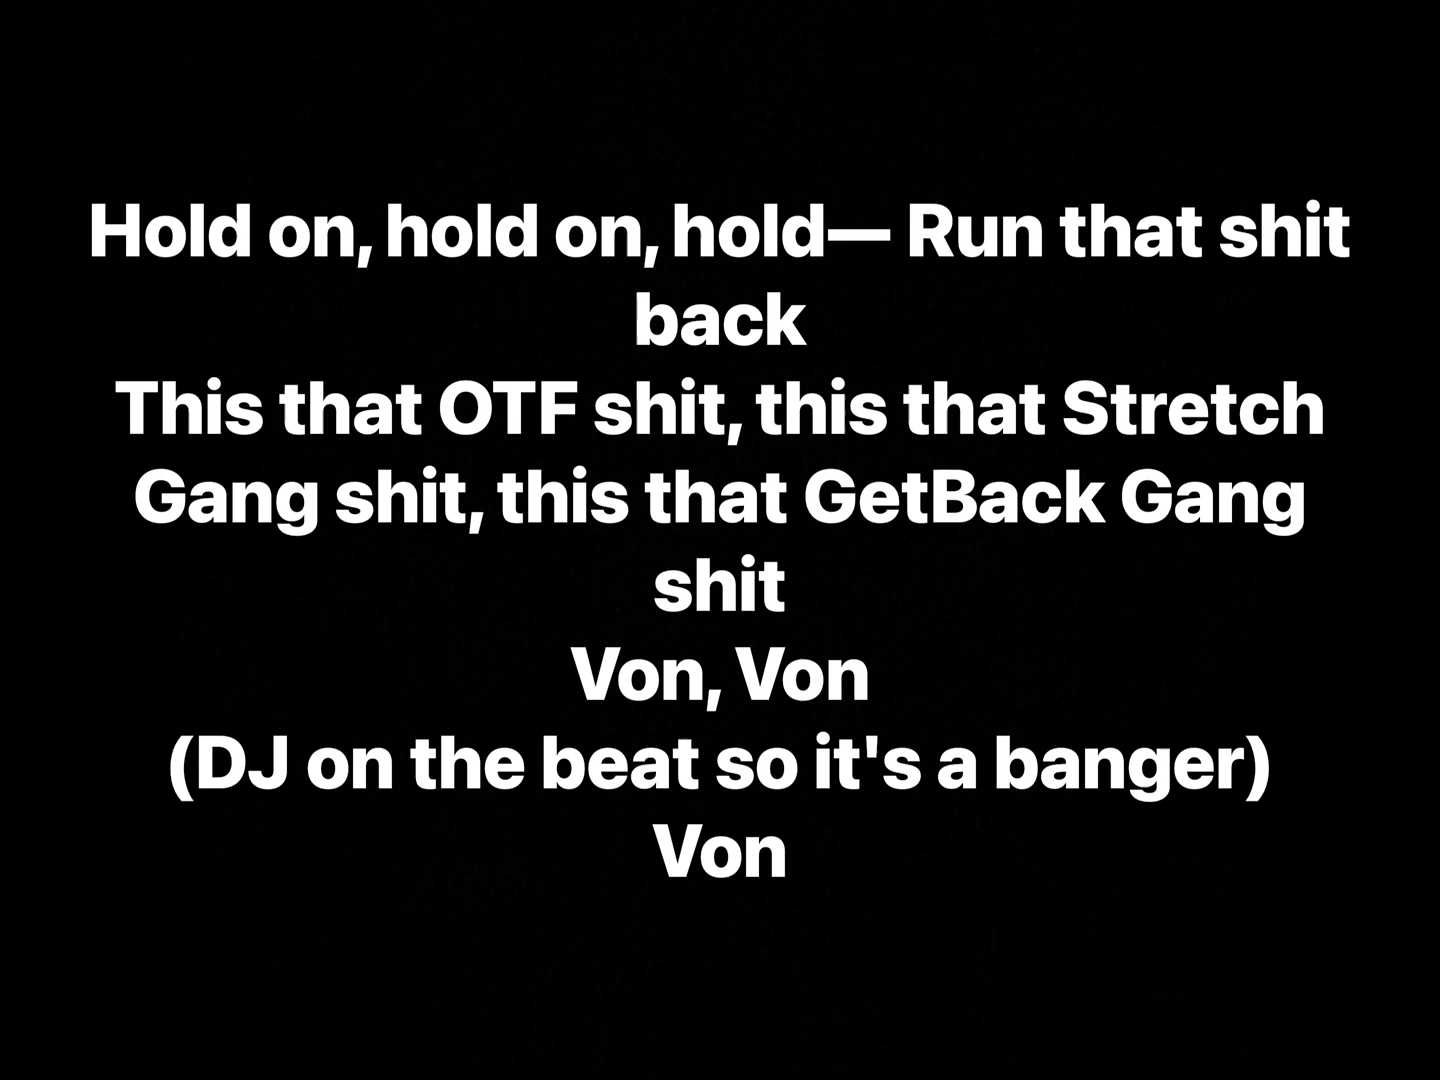 Hold on, hold on, hold— Run that shit
back
This that OTF shit, this that Stretch
Gang shit, this that GetBack Gang
shit
Von, Von
(DJ on the beat so it's a banger)
Von